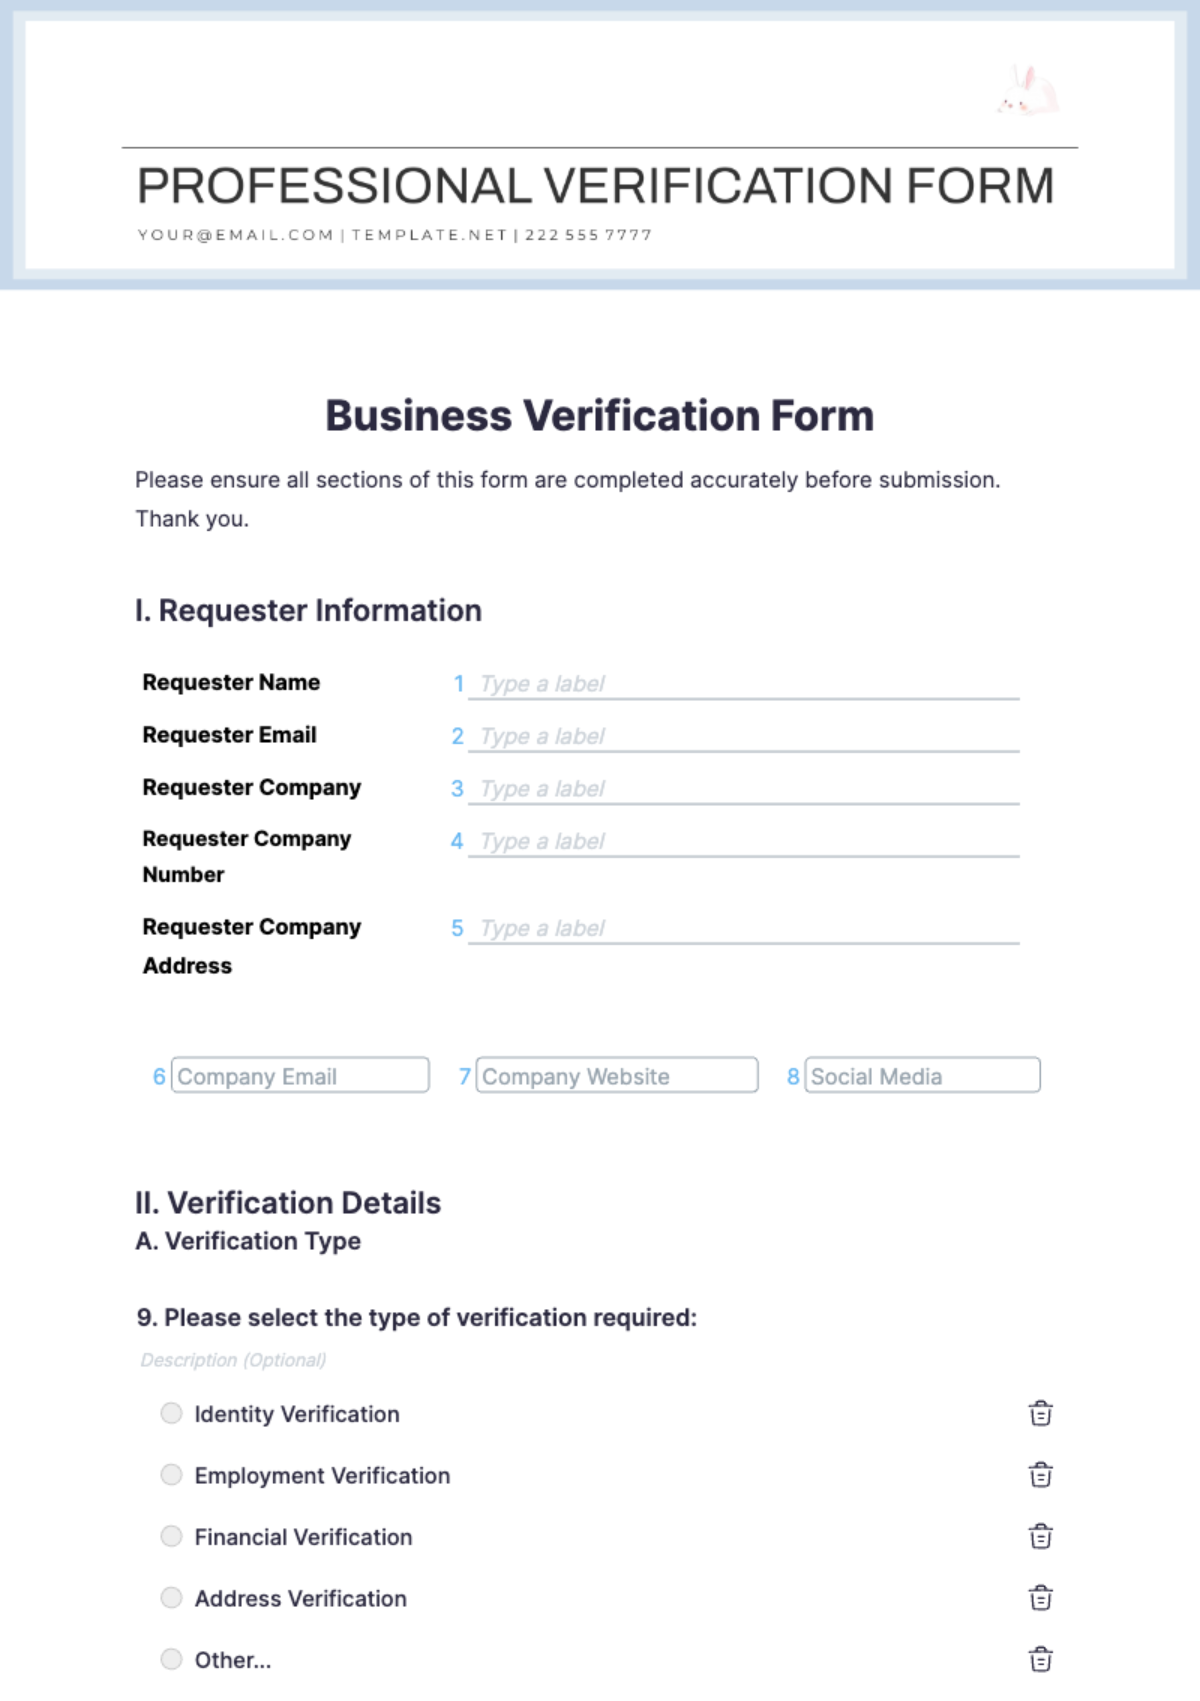 PROFESSIONAL VERIFICATION FORM
YOUR@EMAIL.COM | TEMPLATE.NET | 222 555 7777
Business Verification Form
Please ensure all sections of this form are completed accurately before submission.
Thank you.
I. Requester Information
Requester Name 1 Type a label
Requester Email 2 Type a label
Requester Company 3 Type a label
Requester Company 4 Type a label
Number
Requester Company 5 Type a label
Address
6 Company Email 7 Company Website 8 Social Media
II. Verification Details
A. Verification Type
9. Please select the type of verification required:
Description (Optional)
Identity Verification
Employment Verification
Financial Verification
Address Verification
Other...